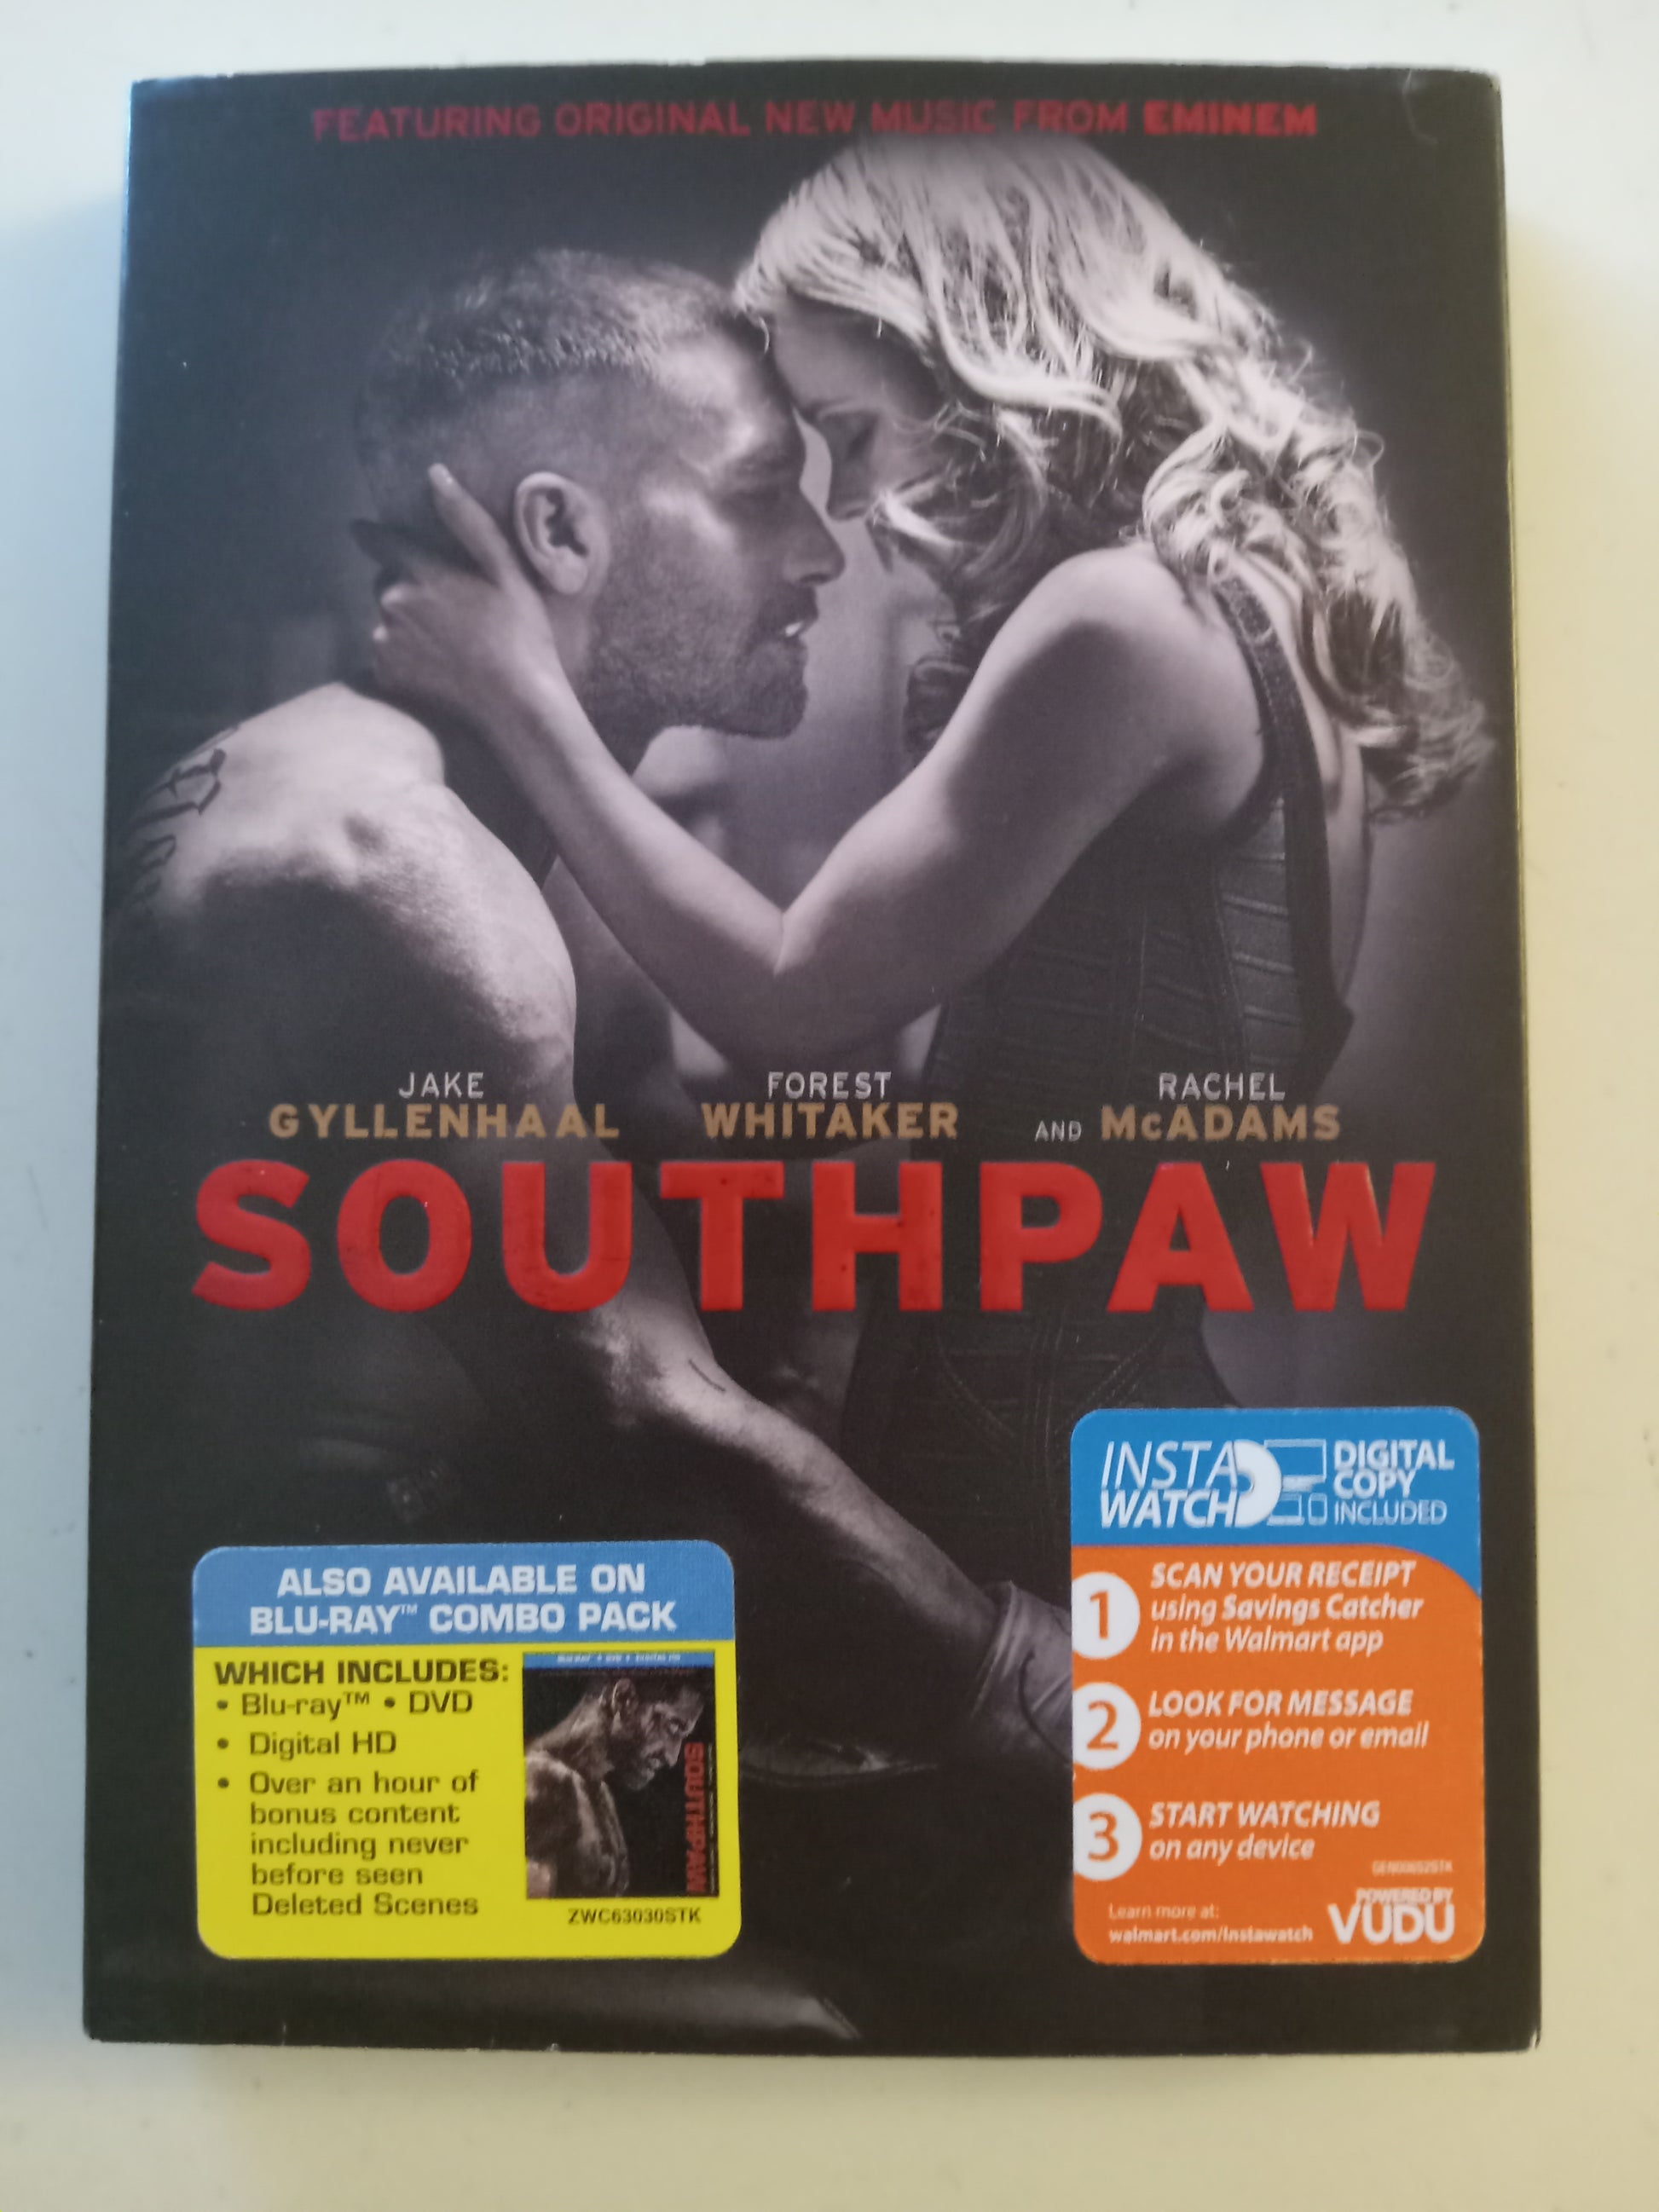 FEATURING ORIGINAL NEW MUSIC FROM EMINEM
JAKE
GYLLENHAAL
FOREST
WHITAKER
RACHEL
AND McADAMS
SOUTHPAW
ALSO AVAILABLE ON
BLU-RAY™ COMBO PACK
WHICH INCLUDES:
• Blu-ray™ • DVD
• Digital HD
• Over an hour of
bonus content
including never
before seen
Deleted Scenes
SOUTHPAW
ZWC63030STK
INSTA
WATCH
DIGITAL
COPY
INCLUDED
1
SCAN YOUR RECEIPT
using Savings Catcher
in the Walmart app
2
LOOK FOR MESSAGE
on your phone or email
3
START WATCHING
on any device
Learn more at:
walmart.com/instawatch
POWERED BY
VUDU